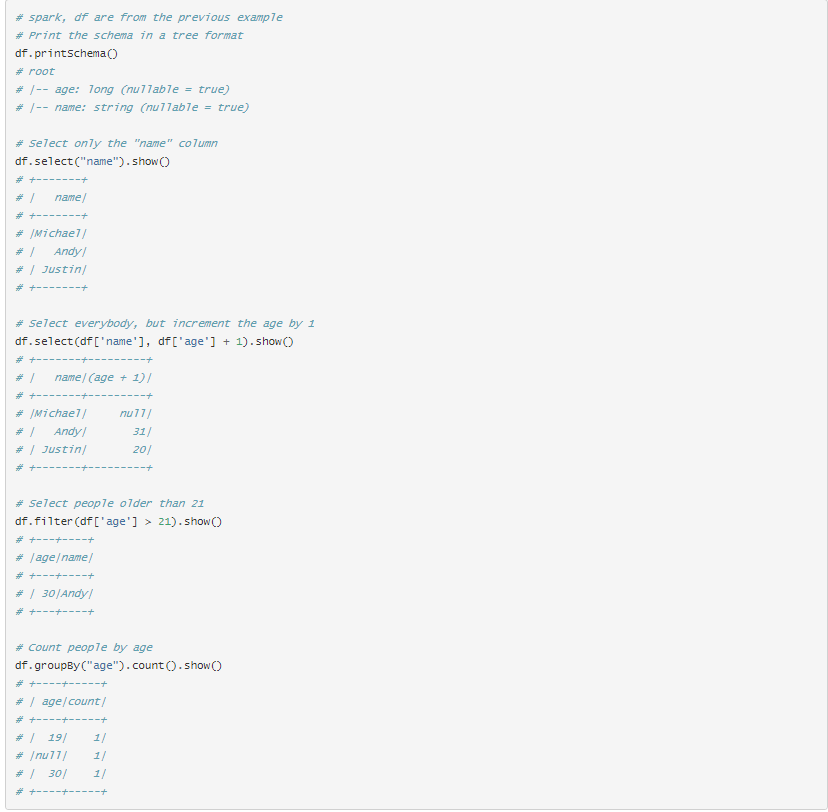 # spark, df are from the previous example
# Print the schema in a tree format
df.printSchema()
# root
# |-- age: long (nullable = true)
# |-- name: string (nullable = true)

# Select only the "name" column
df.select("name").show()
# +-------+
# |   name|
# +-------+
# |Michael|
# |   Andy|
# | Justin|
# +-------+

# Select everybody, but increment the age by 1
df.select(df['name'], df['age'] + 1).show()
# +-------+---------+
# |   name|(age + 1)|
# +-------+---------+
# |Michael|     null|
# |   Andy|       31|
# | Justin|       20|
# +-------+---------+

# Select people older than 21
df.filter(df['age'] > 21).show()
# +---+----+
# |age|name|
# +---+----+
# | 30|Andy|
# +---+----+

# Count people by age
df.groupBy("age").count().show()
# +----+-----+
# | age|count|
# +----+-----+
# |  19|    1|
# |null|    1|
# |  30|    1|
# +----+-----+